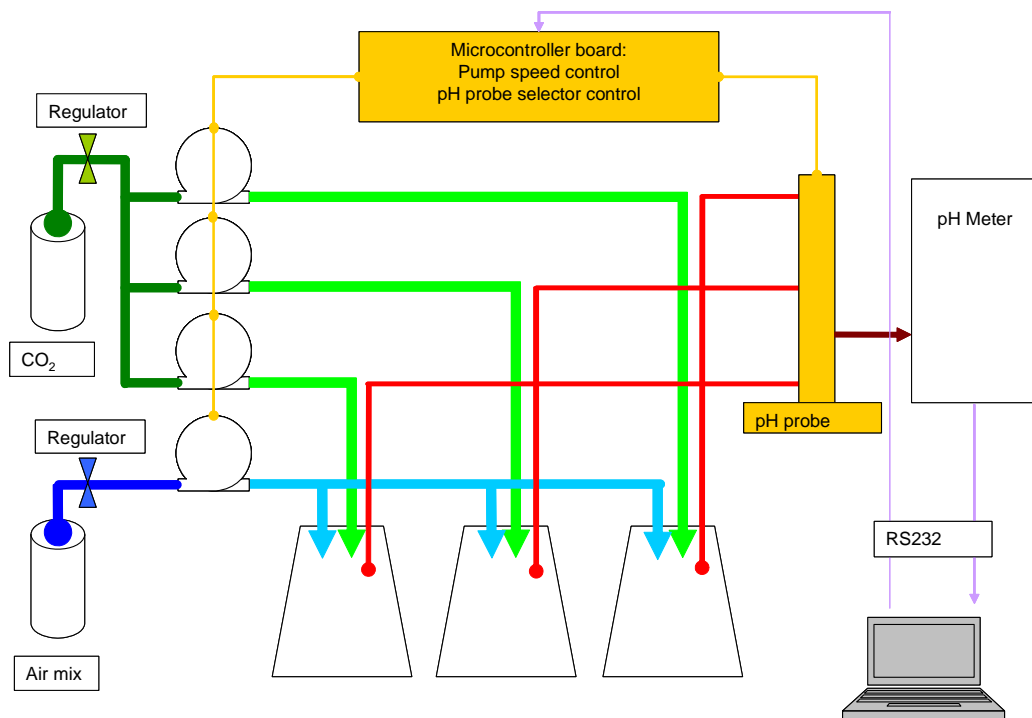 Microcontroller board:
Pump speed control
pH probe selector control
Regulator
pH Meter
CO₂
Regulator
pH probe
RS232
Air mix